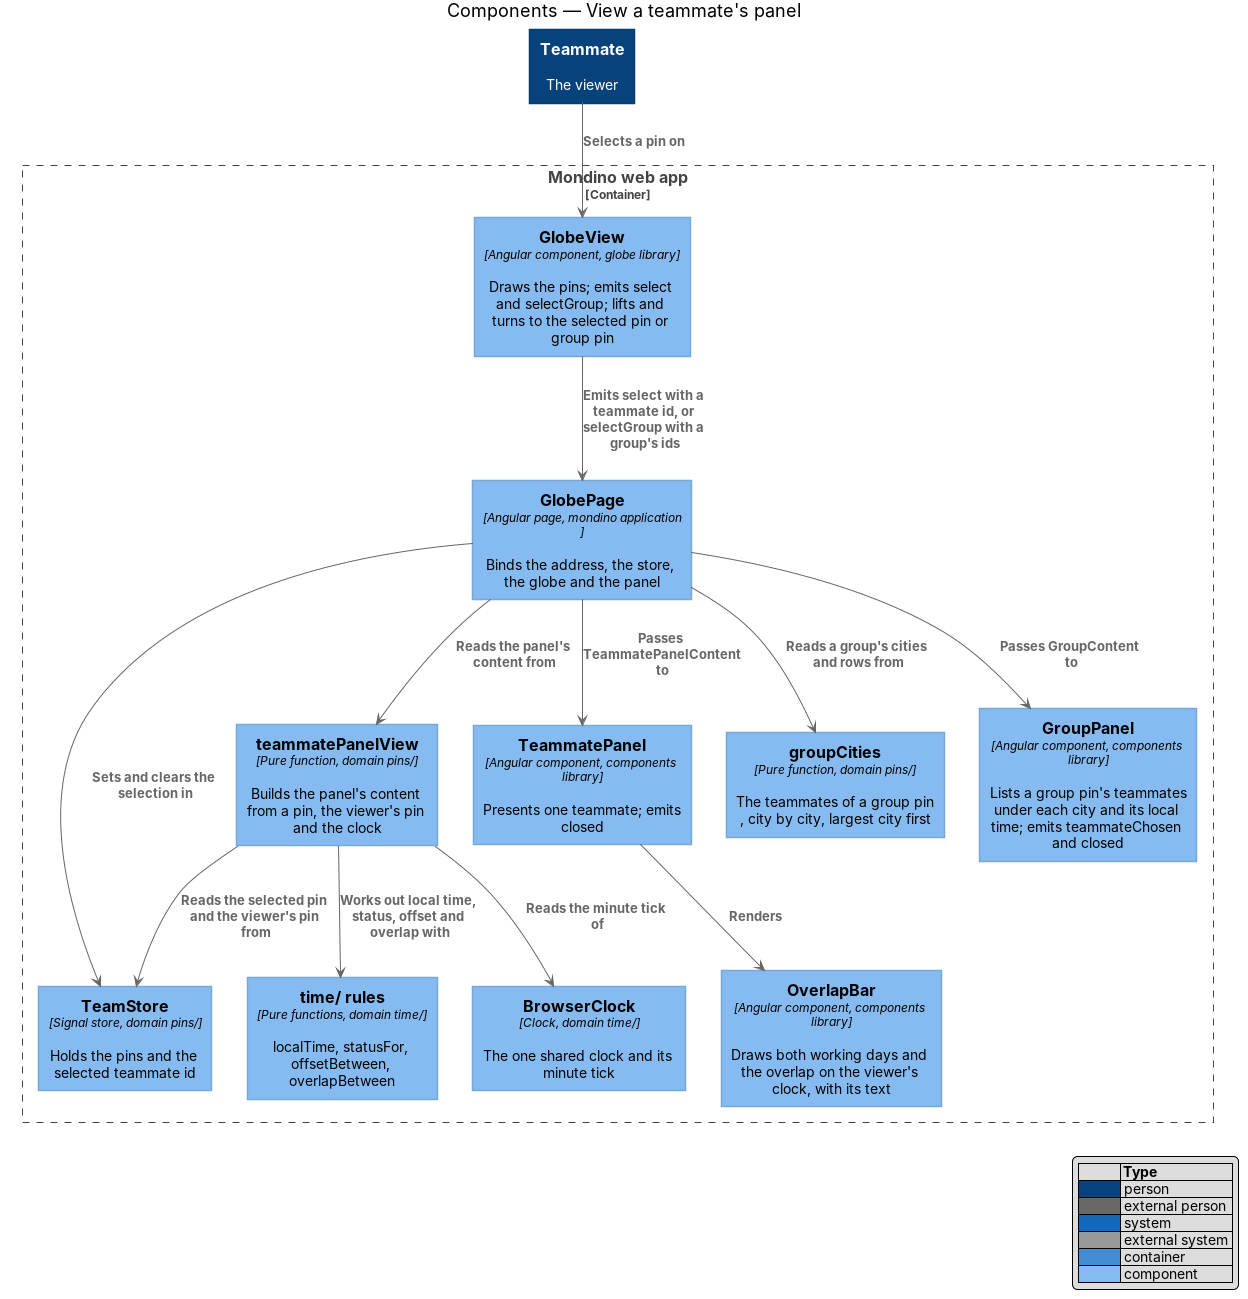 Components — View a teammate's panel
Teammate
The viewer
Selects a pin on
Mondino web app
[Container]
GlobeView
[Angular component, globe library]
Draws the pins; emits select
and selectGroup; lifts and
turns to the selected pin or
group pin
Emits select with a
teammate id, or
selectGroup with a
group's ids
GlobePage
[Angular page, mondino application
]
Binds the address, the store,
the globe and the panel
Reads the panel's
content from
Passes
TeammatePanelContent
to
Reads a group's cities
and rows from
Passes GroupContent
to
Sets and clears the
selection in
teammatePanelView
[Pure function, domain pins/]
Builds the panel's content
from a pin, the viewer's pin
and the clock
TeammatePanel
[Angular component, components
library]
Presents one teammate; emits
closed
groupCities
[Pure function, domain pins/]
The teammates of a group pin
, city by city, largest city first
GroupPanel
[Angular component, components
library]
Lists a group pin's teammates
under each city and its local
time; emits teammateChosen
and closed
Reads the selected pin
and the viewer's pin
from
Works out local time,
status, offset and
overlap with
Reads the minute tick
of
Renders
TeamStore
[Signal store, domain pins/]
Holds the pins and the
selected teammate id
time/ rules
[Pure functions, domain time/]
localTime, statusFor,
offsetBetween,
overlapBetween
BrowserClock
[Clock, domain time/]
The one shared clock and its
minute tick
OverlapBar
[Angular component, components
library]
Draws both working days and
the overlap on the viewer's
clock, with its text
Type
person
external person
system
external system
container
component